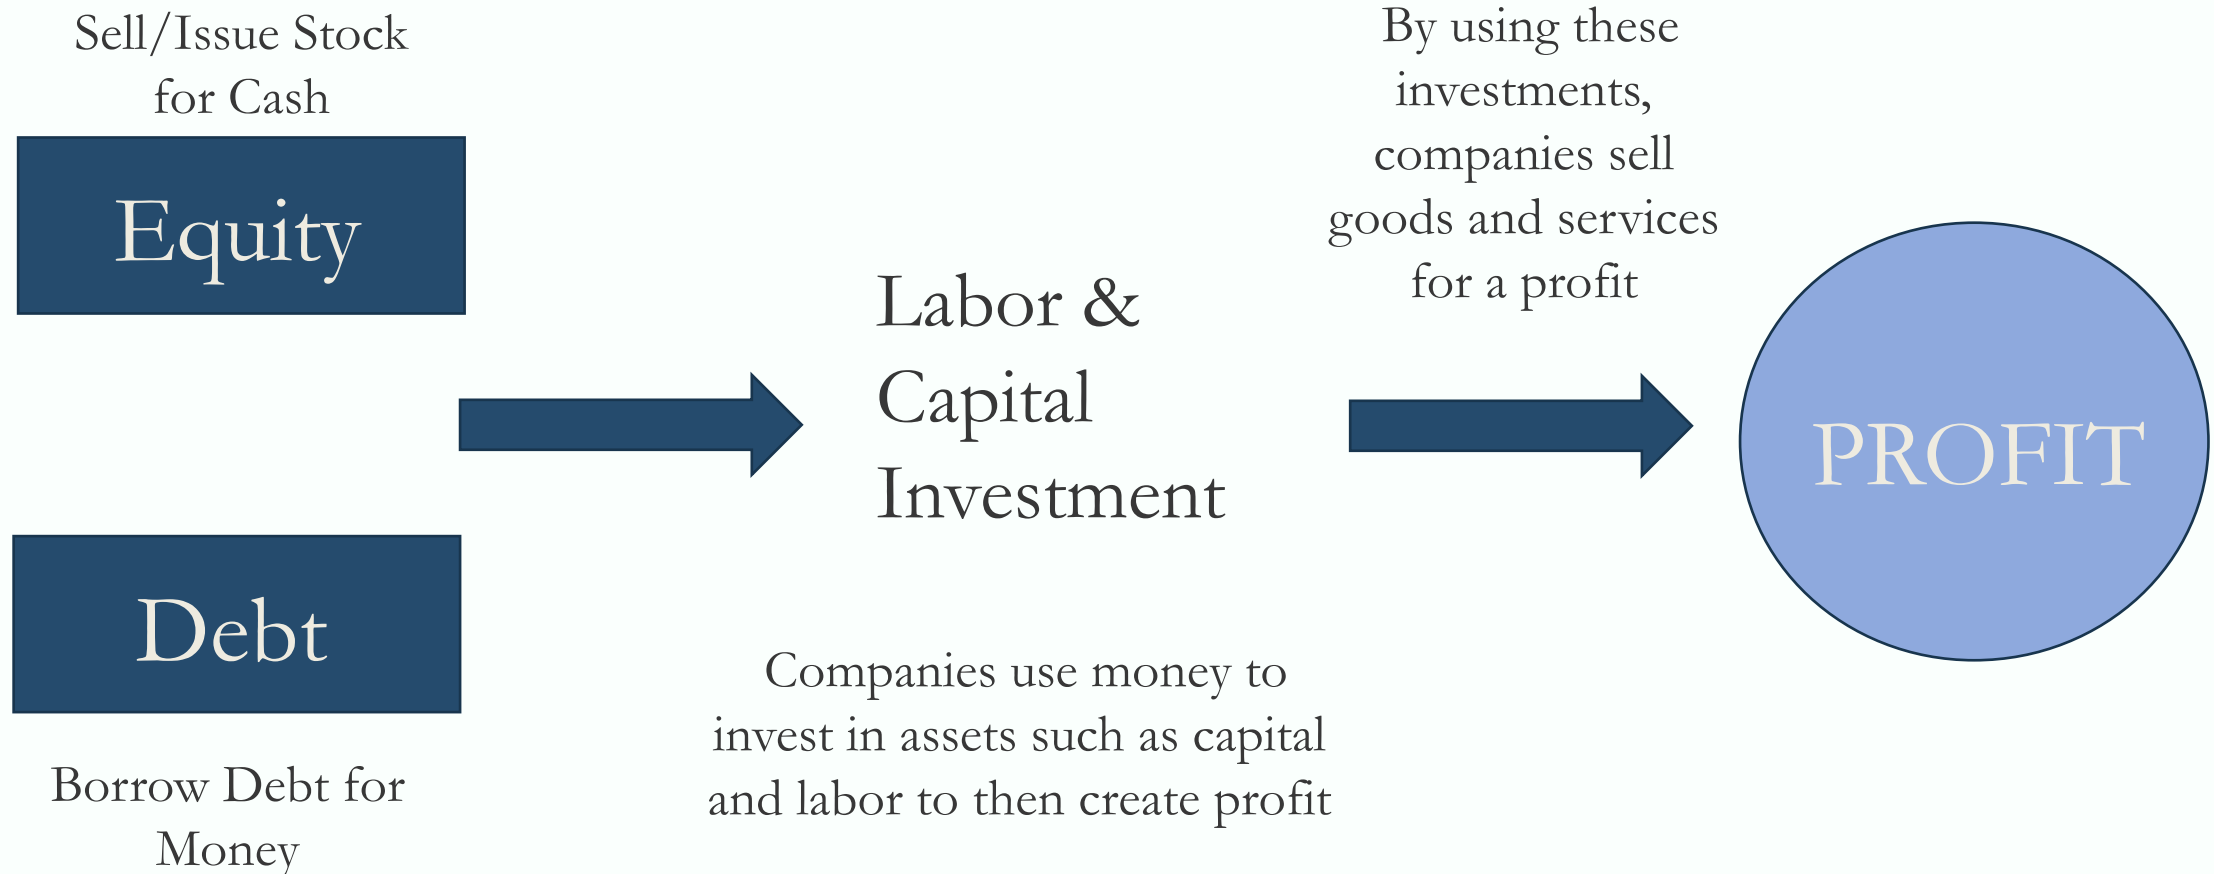 Sell/Issue Stock
for Cash
Equity
Debt
Borrow Debt for
Money
Labor &
Capital
Investment
Companies use money to
invest in assets such as capital
and labor to then create profit
By using these
investments,
companies sell
goods and services
for a profit
PROFIT